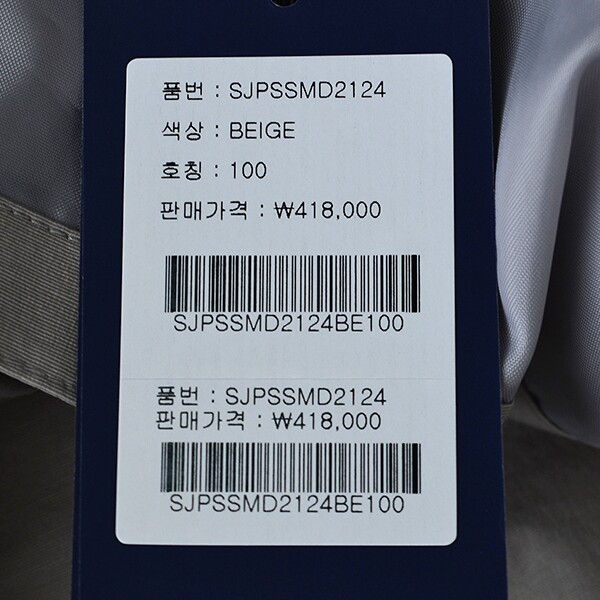 품번 : SJPSSMD2124
색상 : BEIGE
호칭 : 100
판매가격 : ₩418,000
SJPSSMD2124BE100
품번 : SJPSSMD2124
판매가격 : ₩418,000
SJPSSMD2124BE100